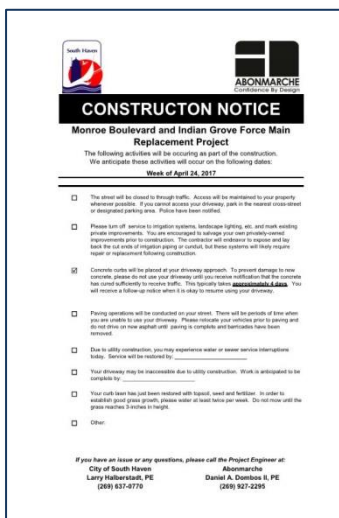 South Haven
ABONMARCHE
Confidence By Design
CONSTRUCTON NOTICE
Monroe Boulevard and Indian Grove Force Main
Replacement Project
The following activities will be occuring as part of the construction.
We anticipate these activities will occur on the following dates:
Week of April 24, 2017
The street will be closed to through traffic. Access will be maintained to your property
whenever possible. If you cannot access your driveway, park in the nearest cross-street
or designated parking area. Police have been notified.
Please turn off service to irrigation systems, landscape lighting, etc, and mark existing
private improvements. You are encouraged to salvage your own privately-owned
improvements prior to construction. The contractor will endeavor to expose and lay
back the cut ends of irrigation piping or conduit, but these systems will likely require
repair or replacement following construction.
Concrete curbs will be placed at your driveway approach. To prevent damage to new
concrete, please do not use your driveway until you receive notification that the concrete
has cured sufficiently to receive traffic. This typically takes approximately 4 days. You
will receive a follow-up notice when it is okay to resume using your driveway.
Paving operations will be conducted on your street. There will be periods of time when
you are unable to use your driveway. Please relocate your vehicles prior to paving and
do not drive on new asphalt until paving is complete and barricades have been
removed.
Due to utility construction, you may experience water or sewer service interruptions
today. Service will be restored by:
Your driveway may be inaccessible due to utility construction. Work is anticipated to be
complete by:
Your curb lawn has just been restored with topsoil, seed and fertilizer. In order to
establish good grass growth, please water at least twice per week. Do not mow until the
grass reaches 3-inches in height.
Other:
If you have an issue or any questions, please call the Project Engineer at:
City of South Haven Abonmarche
Larry Halberstadt, PE Daniel A. Dombos II, PE
(269) 637-0770 (269) 927-2295